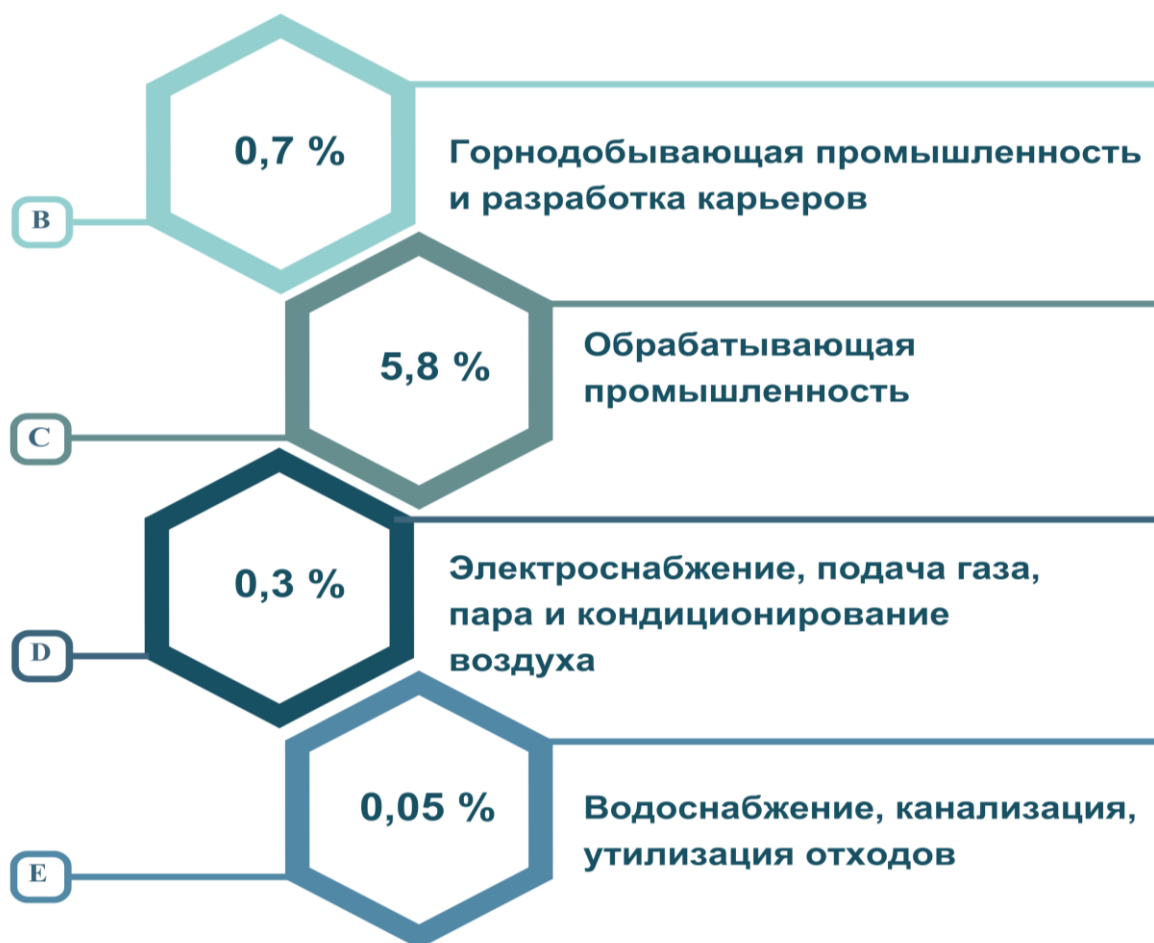 0,7 %
Горнодобывающая промышленность
и разработка карьеров
B
5,8 %
Обрабатывающая
промышленность
C
0,3 %
Электроснабжение, подача газа,
пара и кондиционирование
воздуха
D
0,05 %
Водоснабжение, канализация,
утилизация отходов
E